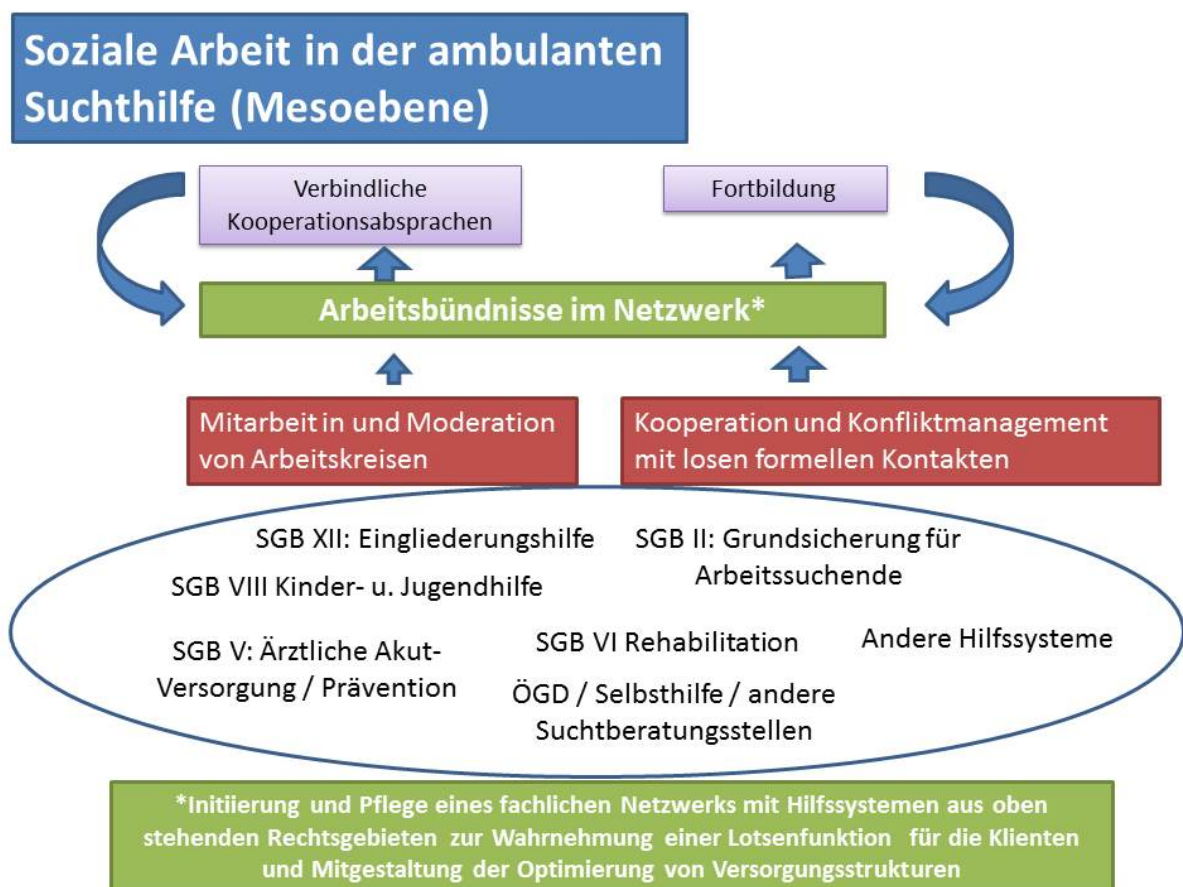 Soziale Arbeit in der ambulanten
Suchthilfe (Mesoebene)
Verbindliche
Kooperationsabsprachen
Fortbildung
Arbeitsbündnisse im Netzwerk*
Mitarbeit in und Moderation
von Arbeitskreisen
Kooperation und Konfliktmanagement
mit losen formellen Kontakten
SGB XII: Eingliederungshilfe
SGB II: Grundsicherung für
Arbeitssuchende
SGB VIII Kinder- u. Jugendhilfe
SGB V: Ärztliche Akut-
Versorgung / Prävention
SGB VI Rehabilitation
Andere Hilfssysteme
ÖGD / Selbsthilfe / andere
Suchtberatungsstellen
*Initiierung und Pflege eines fachlichen Netzwerks mit Hilfssystemen aus oben
stehenden Rechtsgebieten zur Wahrnehmung einer Lotsenfunktion für die Klienten
und Mitgestaltung der Optimierung von Versorgungsstrukturen